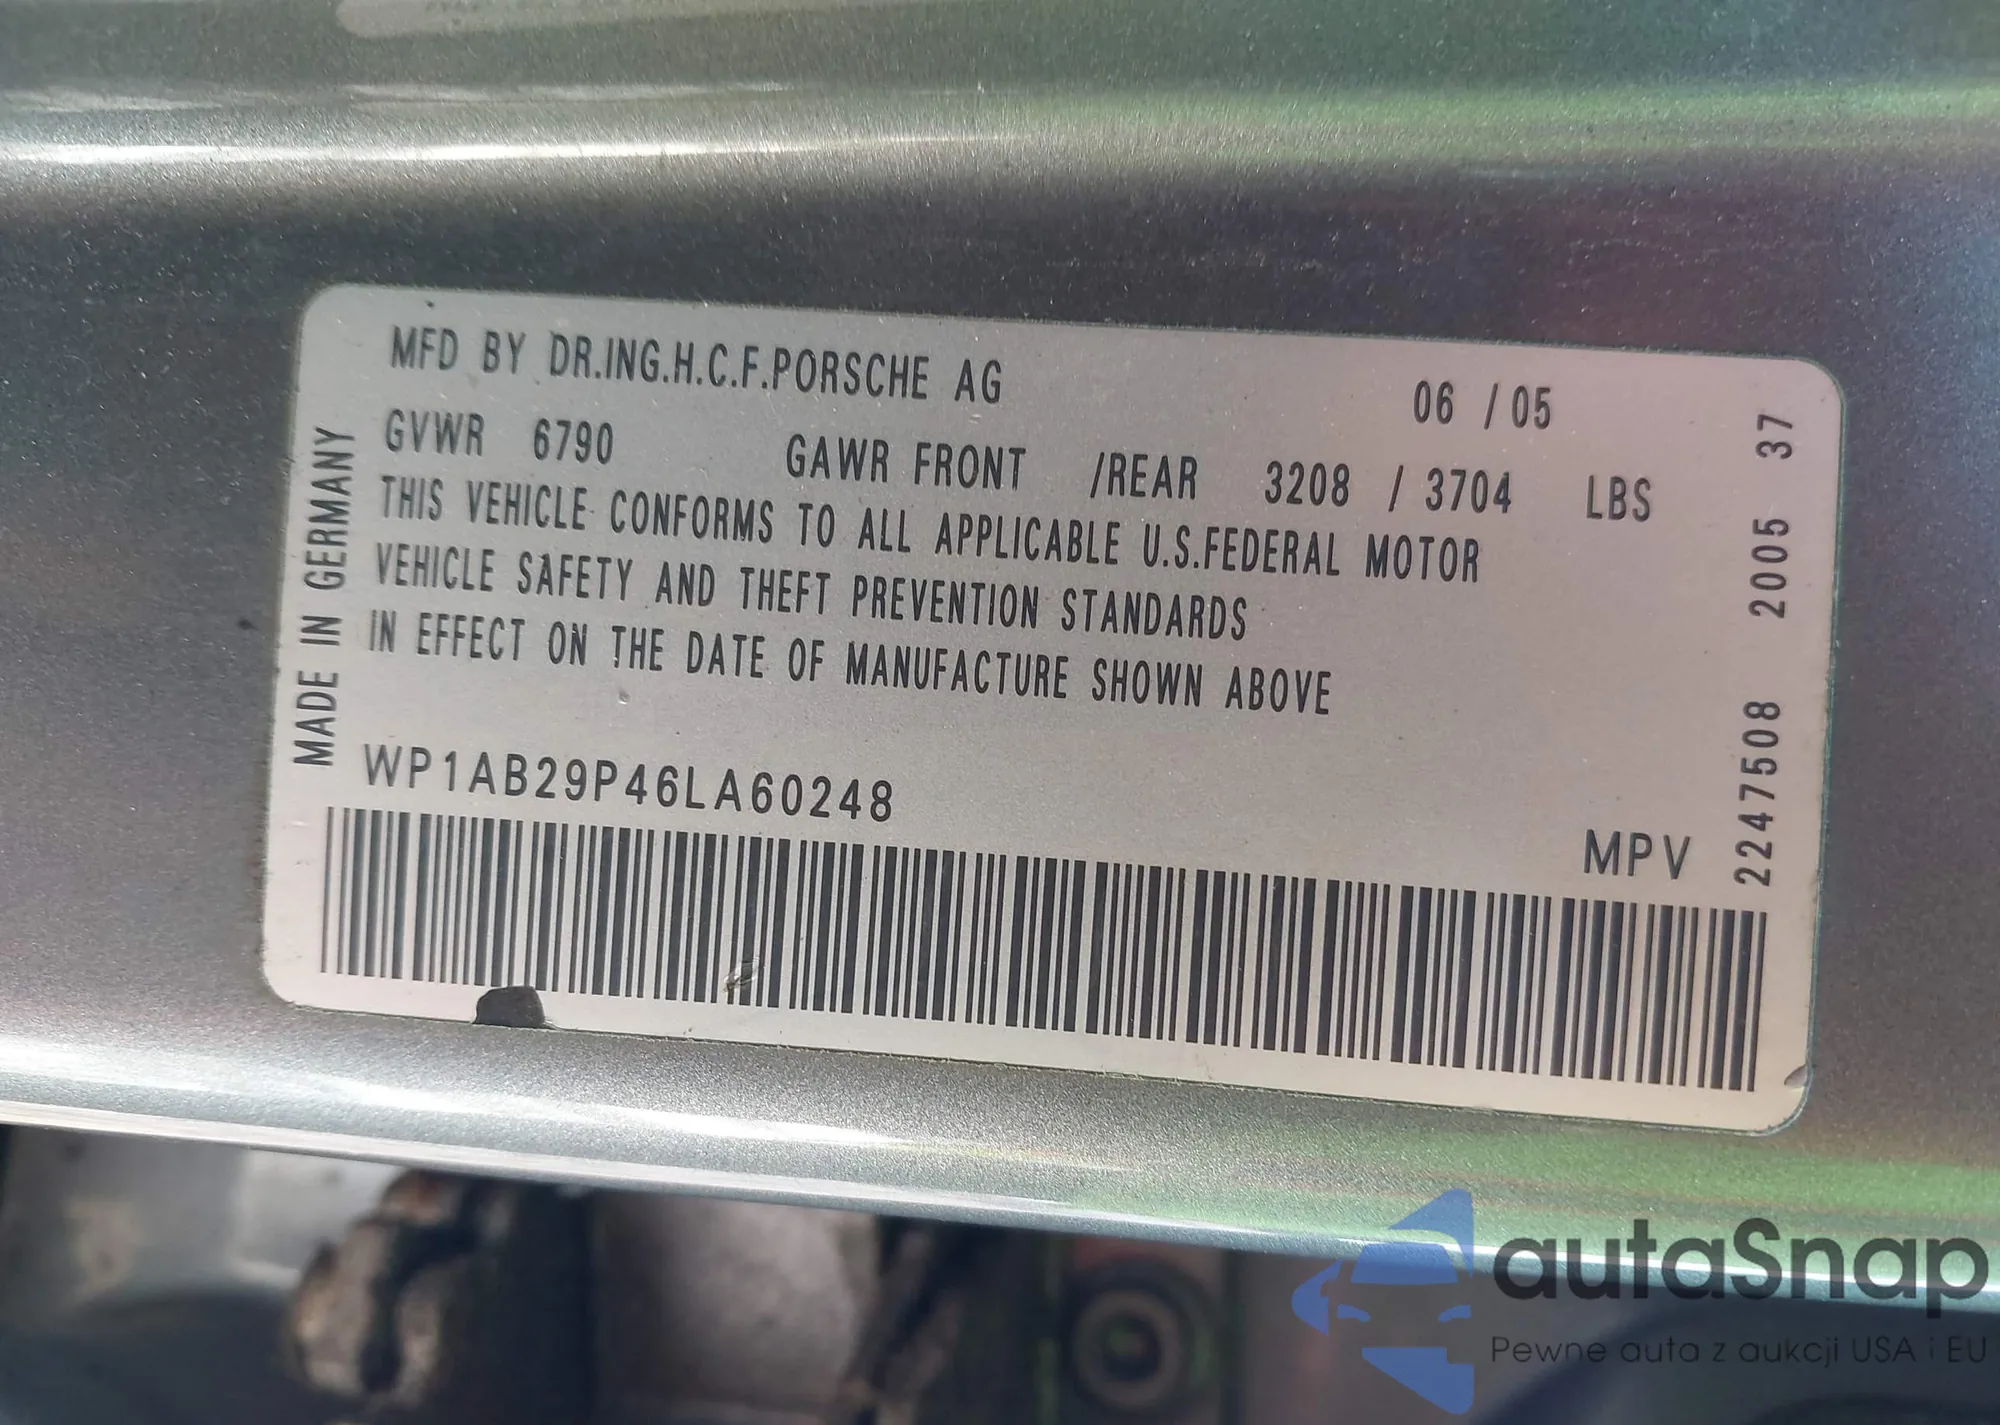 MFD BY DR.ING.H.C.F.PORSCHE AG 06 / 05
GVWR 6790 GAWR FRONT /REAR 3208 / 3704 LBS
THIS VEHICLE CONFORMS TO ALL APPLICABLE U.S.FEDERAL MOTOR
VEHICLE SAFETY AND THEFT PREVENTION STANDARDS
IN EFFECT ON THE DATE OF MANUFACTURE SHOWN ABOVE
WP1AB29P46LA60248
MPV
MADE IN GERMANY
22475508 2005 37
autaSnap
Pewne auta z aukcji USA i EU